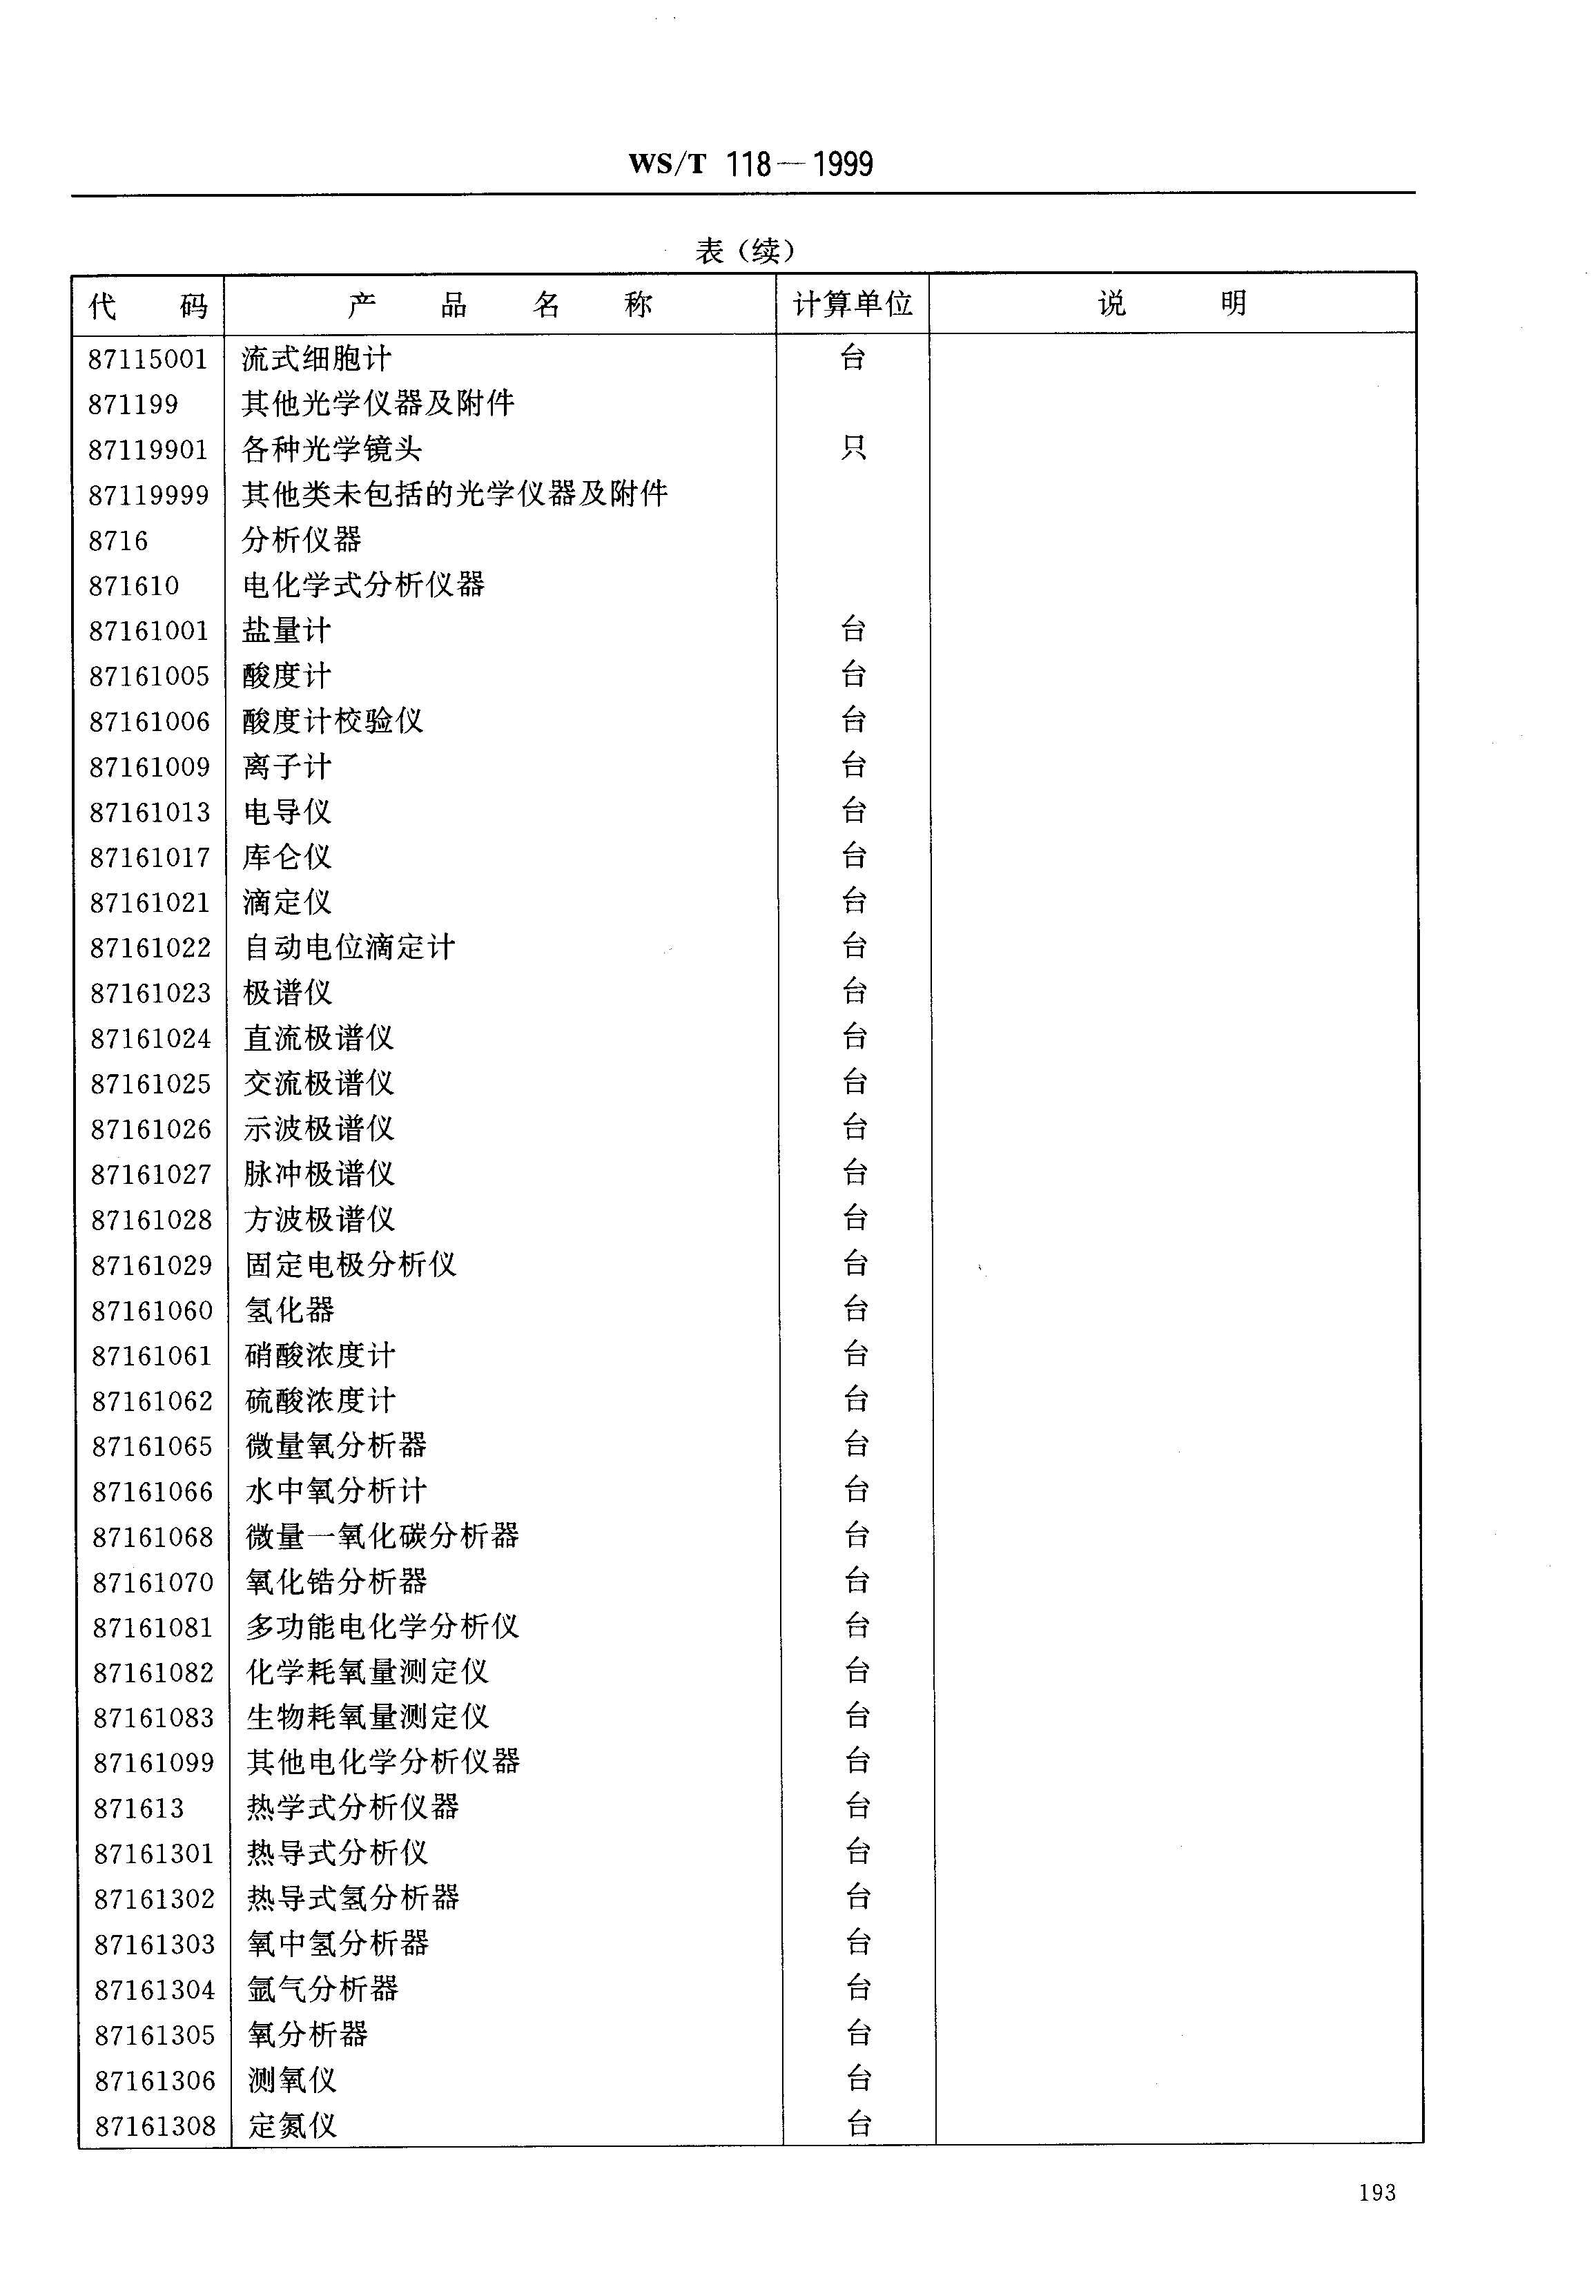 WS/T 118—1999
表（续）
代 码 产 品 名 称 计算单位 说 明
87115001 流式细胞计 台
871199 其他光学仪器及附件
87119901 各种光学镜头 只
87119999 其他类未包括的光学仪器及附件
8716 分析仪器
871610 电化学式分析仪器
87161001 盐量计 台
87161005 酸度计 台
87161006 酸度计校验仪 台
87161009 离子计 台
87161013 电导仪 台
87161017 库仑仪 台
87161021 滴定仪 台
87161022 自动电位滴定计 台
87161023 极谱仪 台
87161024 直流极谱仪 台
87161025 交流极谱仪 台
87161026 示波极谱仪 台
87161027 脉冲极谱仪 台
87161028 方波极谱仪 台
87161029 固定电极分析仪 台
87161060 氢化器 台
87161061 硝酸浓度计 台
87161062 硫酸浓度计 台
87161065 微量氧分析器 台
87161066 水中氧分析计 台
87161068 微量一氧化碳分析器 台
87161070 氧化锆分析器 台
87161081 多功能电化学分析仪 台
87161082 化学耗氧量测定仪 台
87161083 生物耗氧量测定仪 台
87161099 其他电化学分析仪器 台
871613 热学式分析仪器 台
87161301 热导式分析仪 台
87161302 热导式氢分析器 台
87161303 氧中氢分析器 台
87161304 氩气分析器 台
87161305 氧分析器 台
87161306 测氧仪 台
87161308 定氮仪 台
193